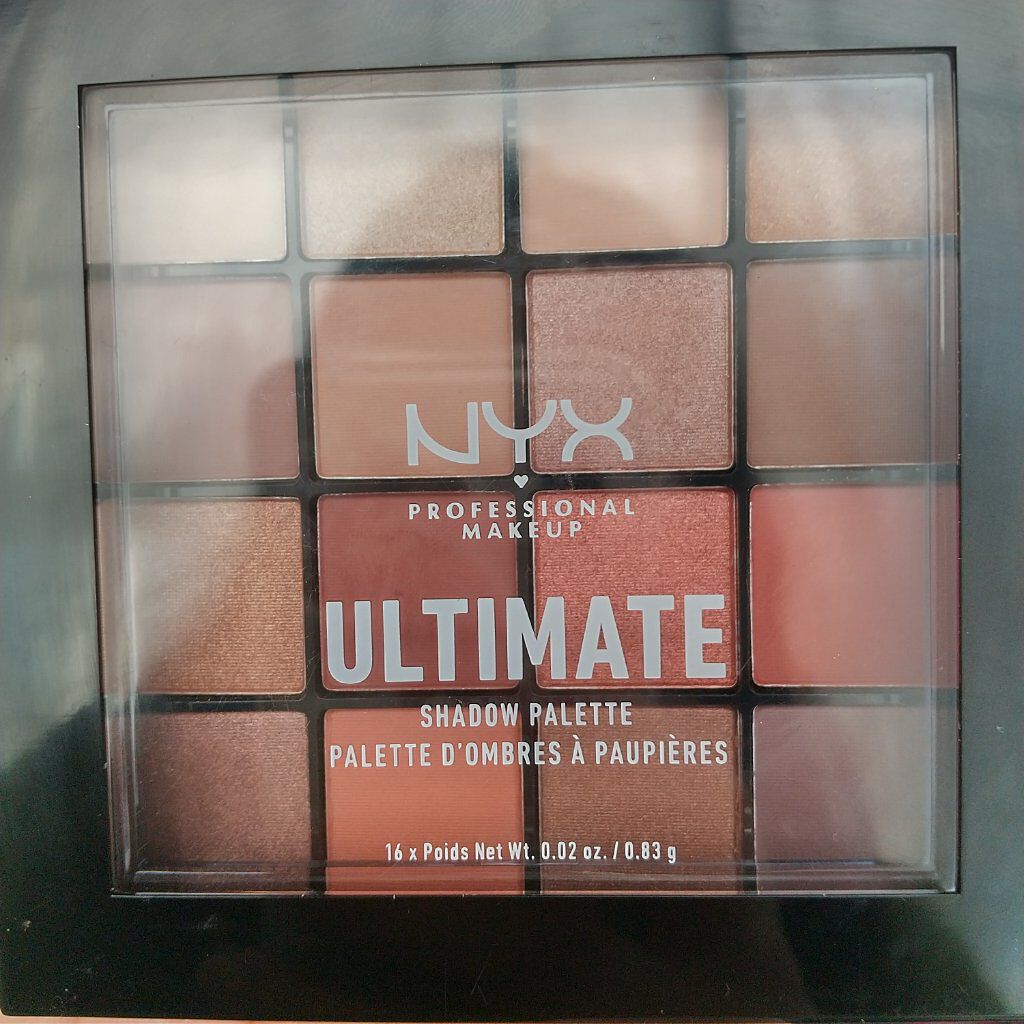 NYX
PROFESSIONAL
MAKEUP
ULTIMATE
SHADOW PALETTE
PALETTE D'OMBRES À PAUPIÈRES
16 x Poids Net Wt. 0.02 oz. / 0.83 g